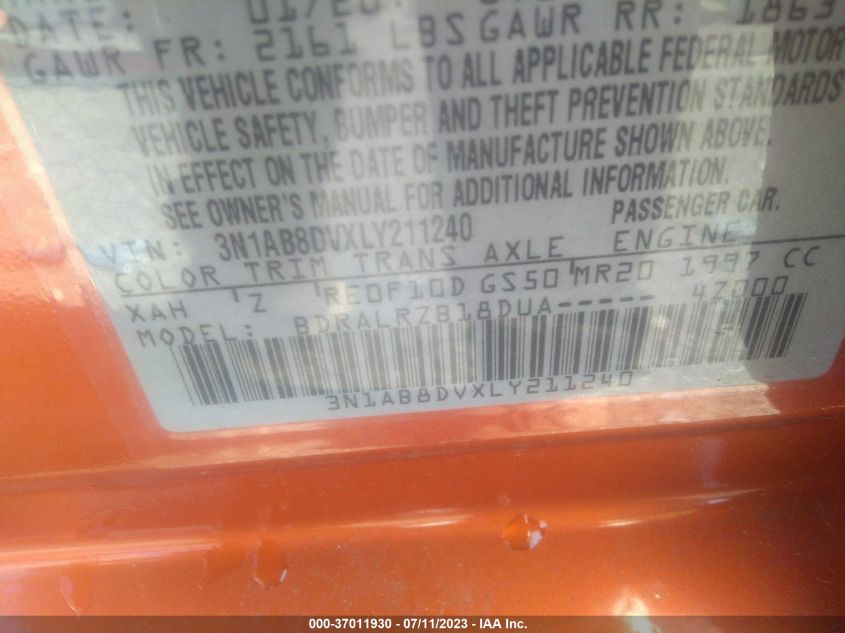 DATE: 01/20
GAWR FR: 2161 LBS GAWR RR: 1863
THIS VEHICLE CONFORMS TO ALL APPLICABLE FEDERAL MOTOR
VEHICLE SAFETY, BUMPER AND THEFT PREVENTION STANDARDS
IN EFFECT ON THE DATE OF MANUFACTURE SHOWN ABOVE.
SEE OWNER'S MANUAL FOR ADDITIONAL INFORMATION.
VIN: 3N1AB8DVXLY211240 PASSENGER CAR.
COLOR TRIM TRANS AXLE ENGINE
XAH Z RE0F10D GS50 MR20 1997 CC
MODEL: BDRALRZB18DUA----- 47000
3N1AB8DVXLY211240
000-37011930 - 07/11/2023 - IAA Inc.